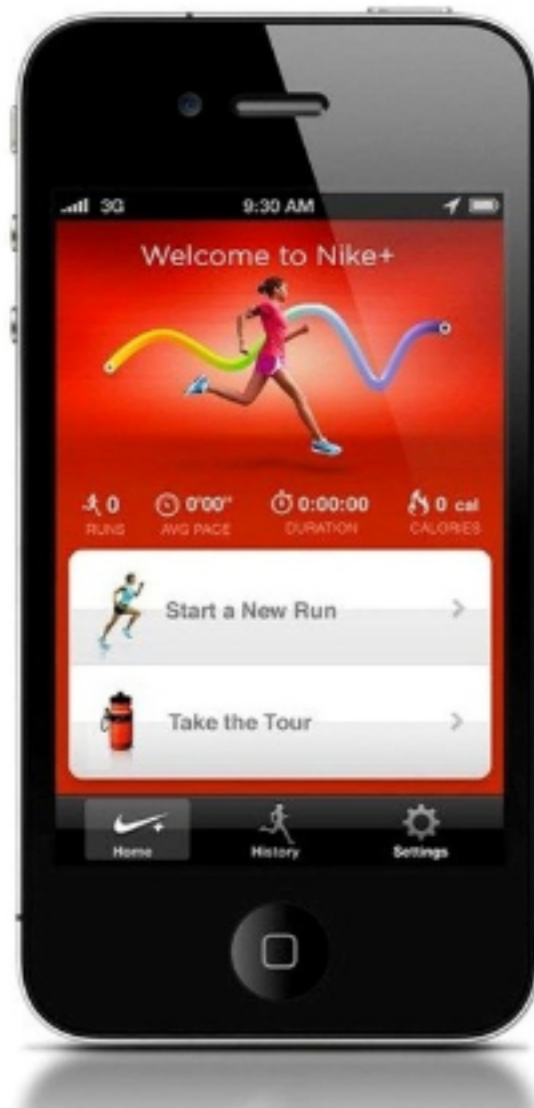 3G 9:30 AM
Welcome to Nike+
0 0'00" 0:00:00 0 cal
RUNS AVG PACE DURATION CALORIES
Start a New Run
Take the Tour
Home History Settings